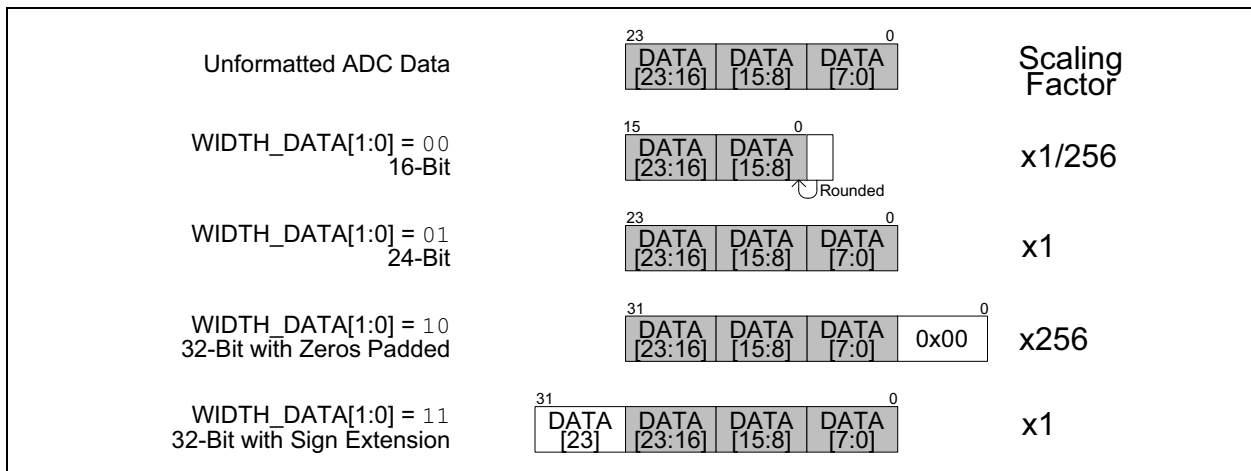 23 0
Unformatted ADC Data DATA [23:16] DATA [15:8] DATA [7:0] Scaling Factor
15 0
WIDTH_DATA[1:0] = 00
16-Bit
DATA [23:16] DATA [15:8] x1/256
Rounded
23 0
WIDTH_DATA[1:0] = 01
24-Bit
DATA [23:16] DATA [15:8] DATA [7:0] x1
31 0
WIDTH_DATA[1:0] = 10
32-Bit with Zeros Padded
DATA [23:16] DATA [15:8] DATA [7:0] 0x00 x256
31 0
WIDTH_DATA[1:0] = 11
32-Bit with Sign Extension
DATA [23] DATA [23:16] DATA [15:8] DATA [7:0] x1